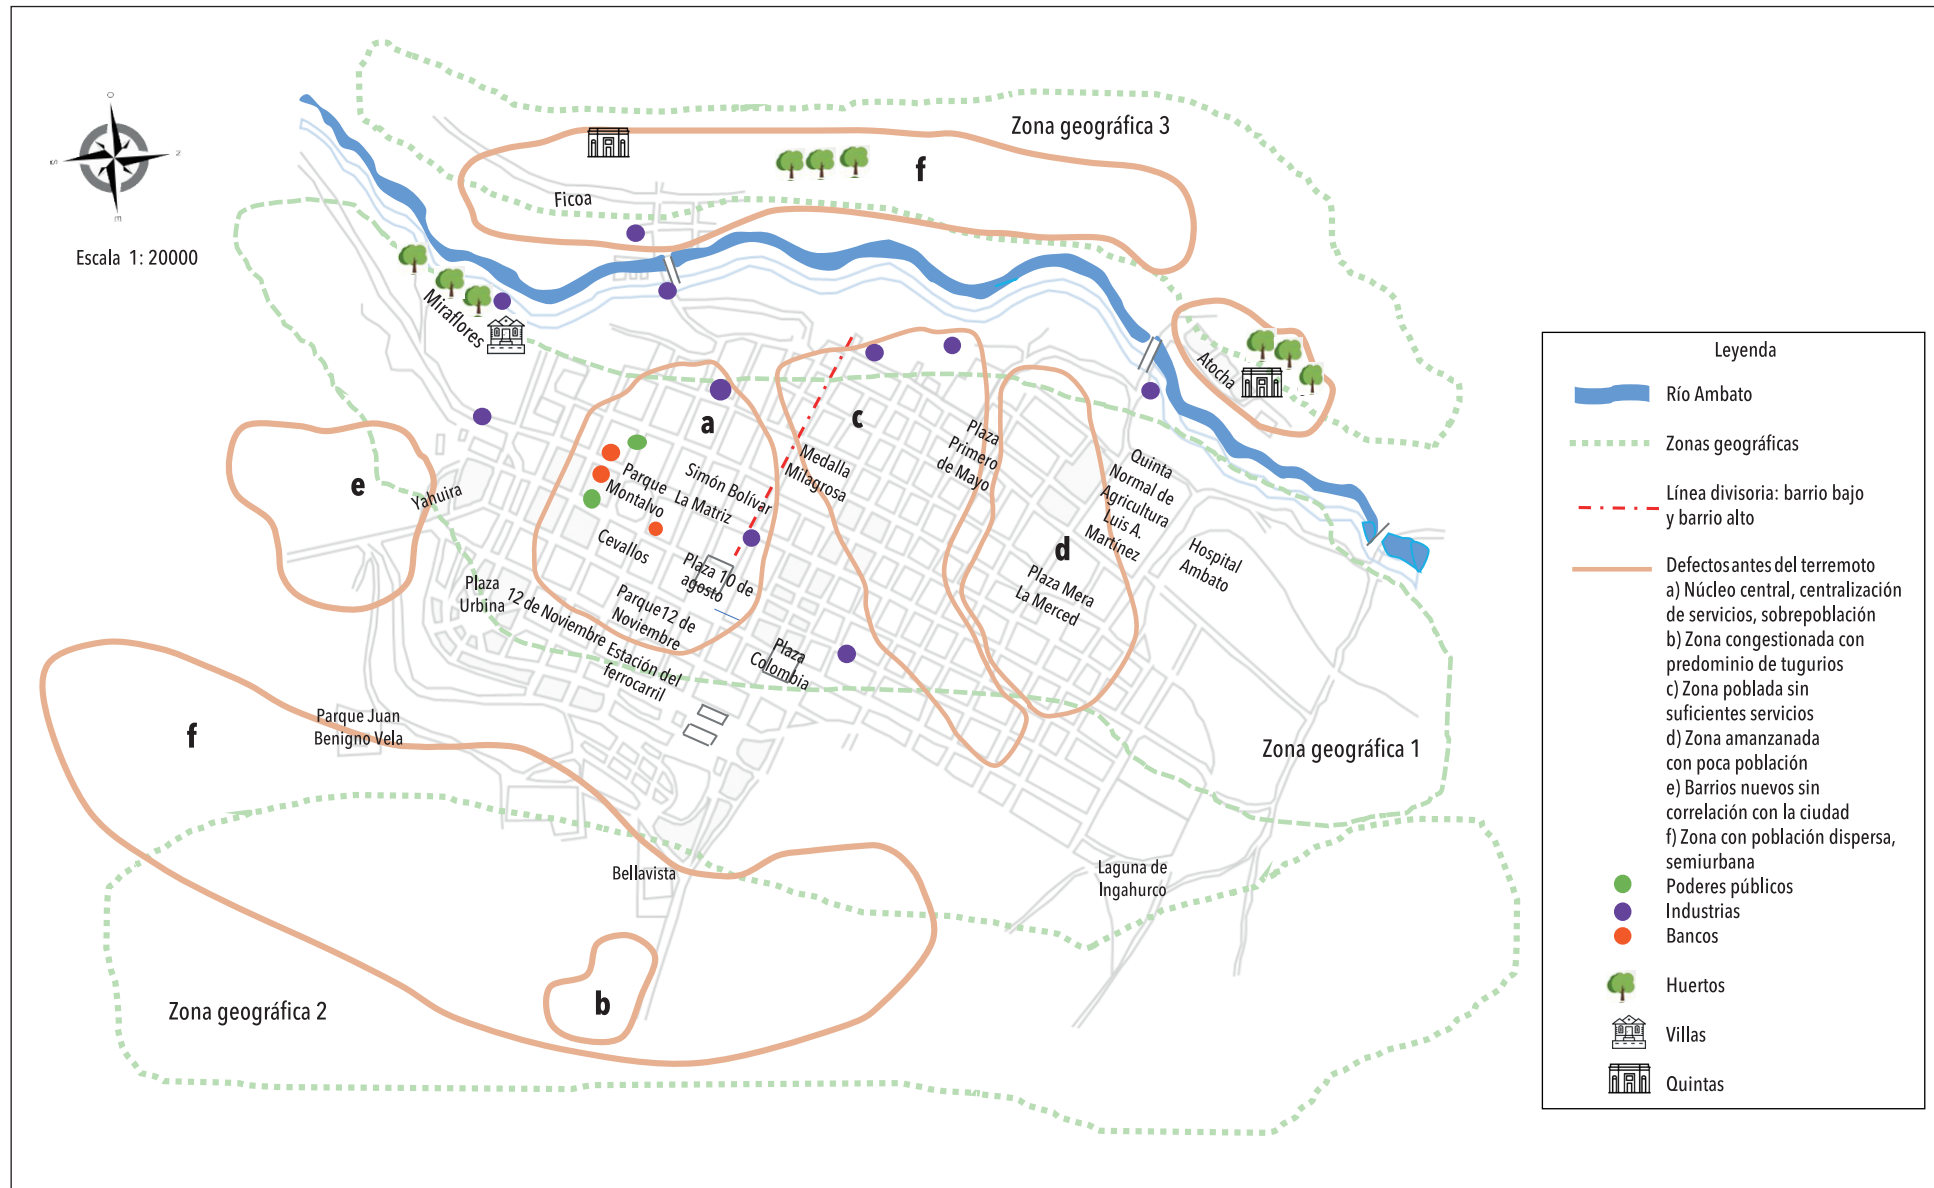 Zona geográfica 3
O
N
S
E
Escala 1: 20000
f
Ficoa
Miraflores
Atocha
a
c
Plaza
Primero
de Mayo
Medalla
Milagrosa
Simón Bolívar
La Matriz
Parque
Montalvo
Cevallos
Plaza 10 de
agosto
Parque12 de
Noviembre
12 de Noviembre
Estación del
ferrocarril
Plaza
Colombia
Plaza
Urbina
e
Yahuira
d
Quinta
Normal de
Agricultura
Luis A.
Martínez
Hospital
Ambato
Plaza Mera
La Merced
f
Parque Juan
Benigno Vela
Zona geográfica 1
Bellavista
Laguna de
Ingahurco
b
Zona geográfica 2
Leyenda
Río Ambato
Zonas geográficas
Línea divisoria: barrio bajo
y barrio alto
Defectos antes del terremoto
a) Núcleo central, centralización
de servicios, sobrepoblación
b) Zona congestionada con
predominio de tugurios
c) Zona poblada sin
suficientes servicios
d) Zona amanzanada
con poca población
e) Barrios nuevos sin
correlación con la ciudad
f) Zona con población dispersa,
semiurbana
Poderes públicos
Industrias
Bancos
Huertos
Villas
Quintas